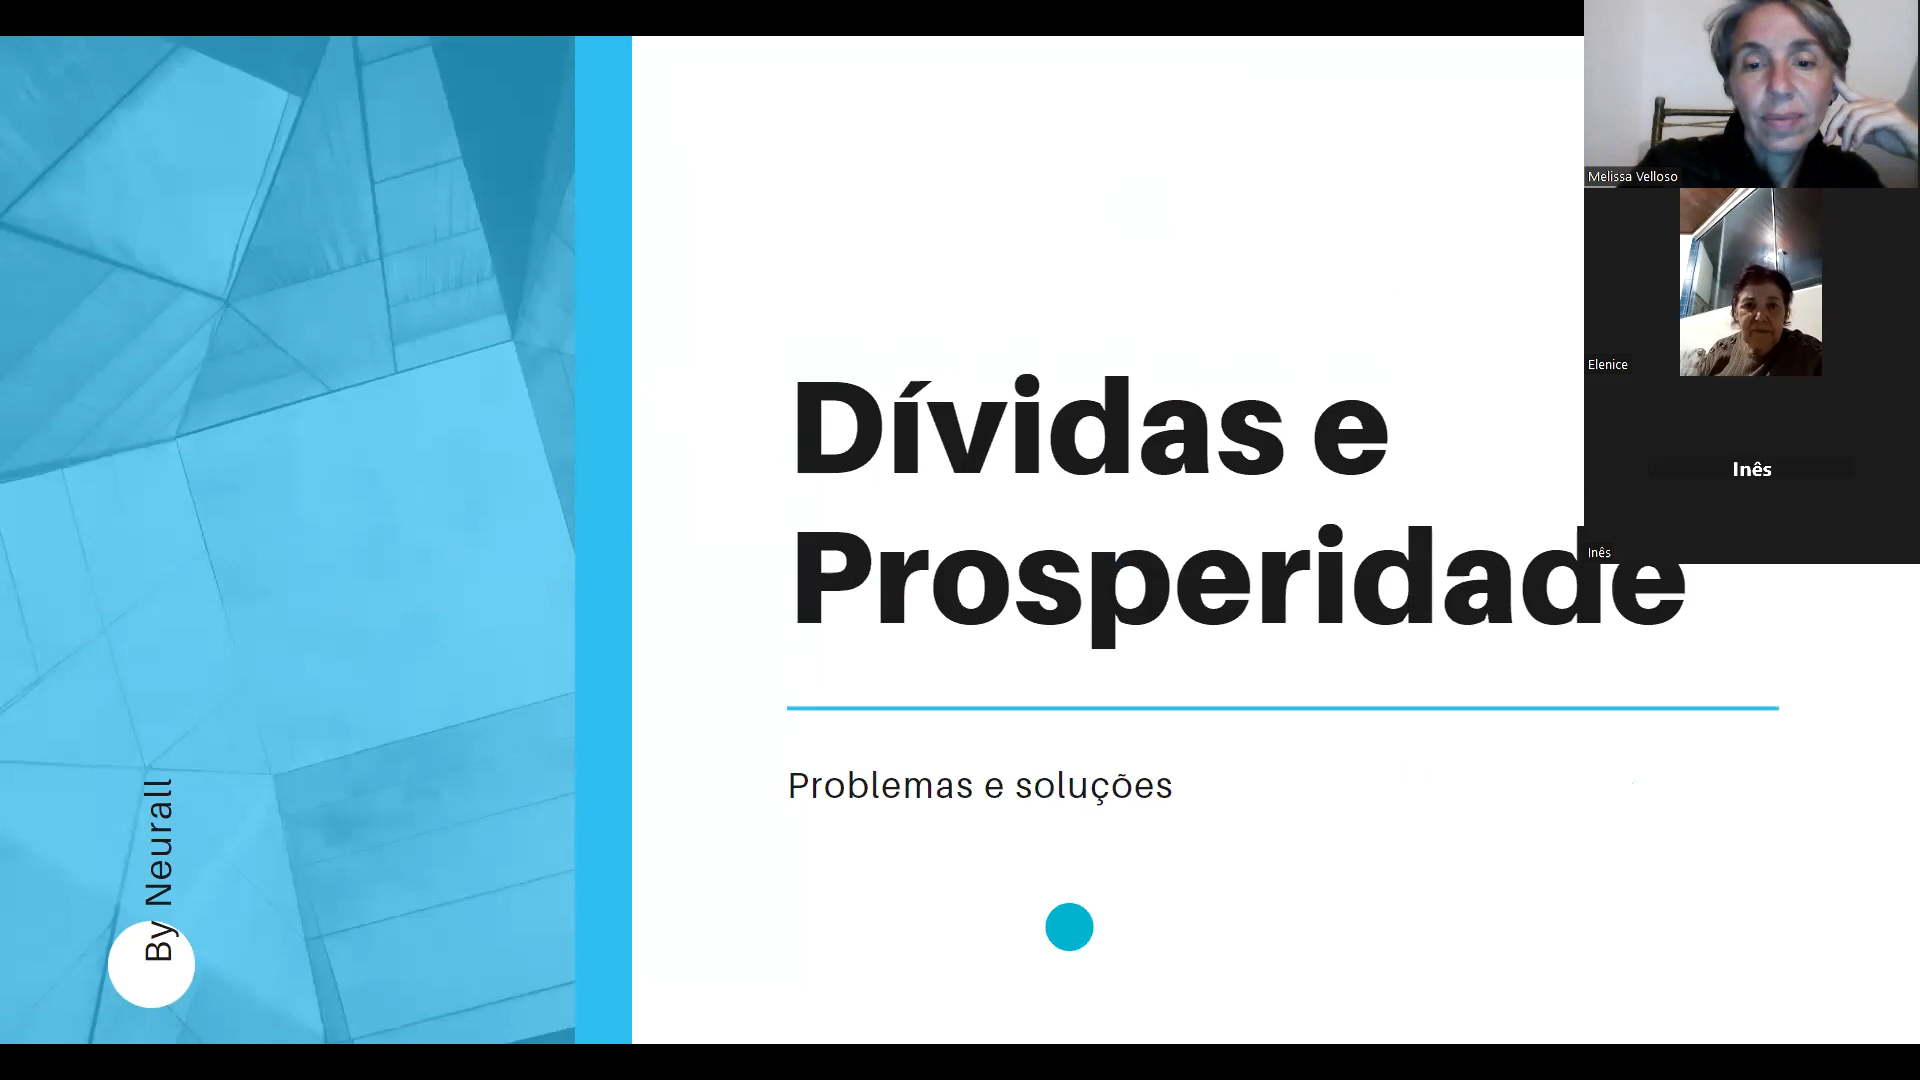 By Neurall
Dívidas e
Prosperidade
Problemas e soluções
Melissa Velloso
Elenice
Inês
Inês